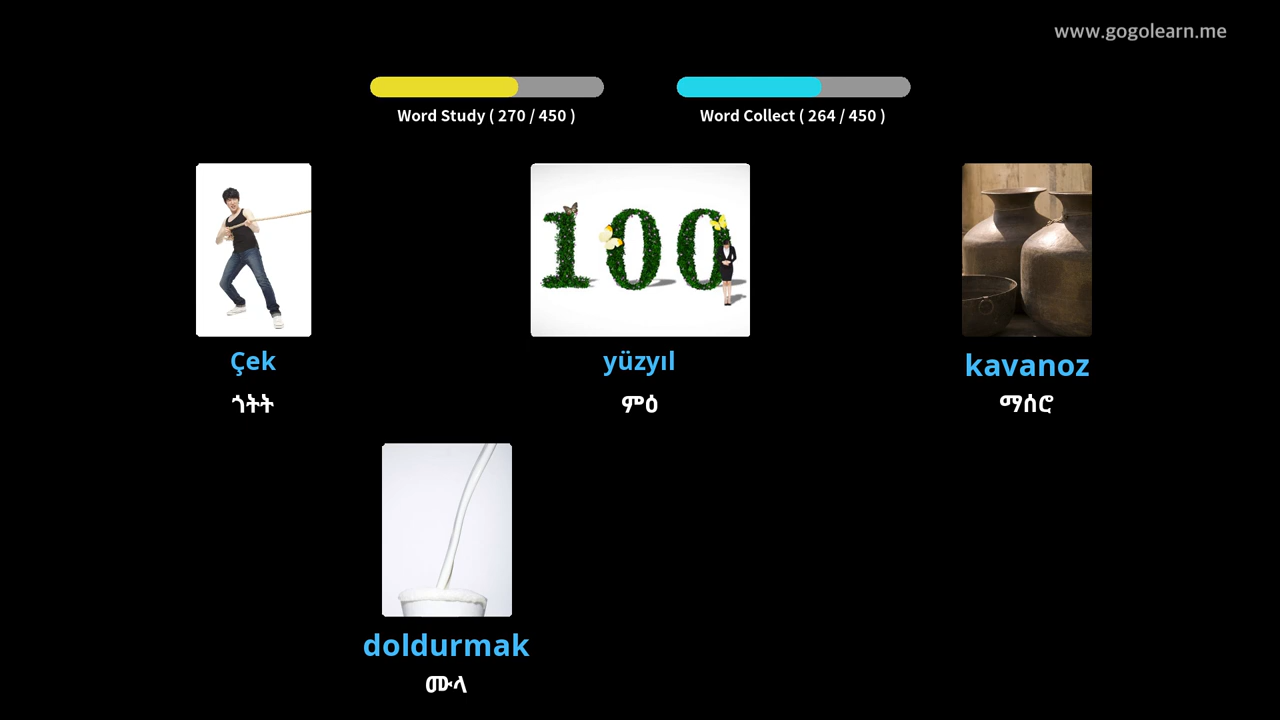 www.gogolearn.me
Word Study ( 270 / 450 )
Word Collect ( 264 / 450 )
100
Çek
yüzyıl
kavanoz
ጎትት
ምዕ
ማሰሮ
doldurmak
ሙላ